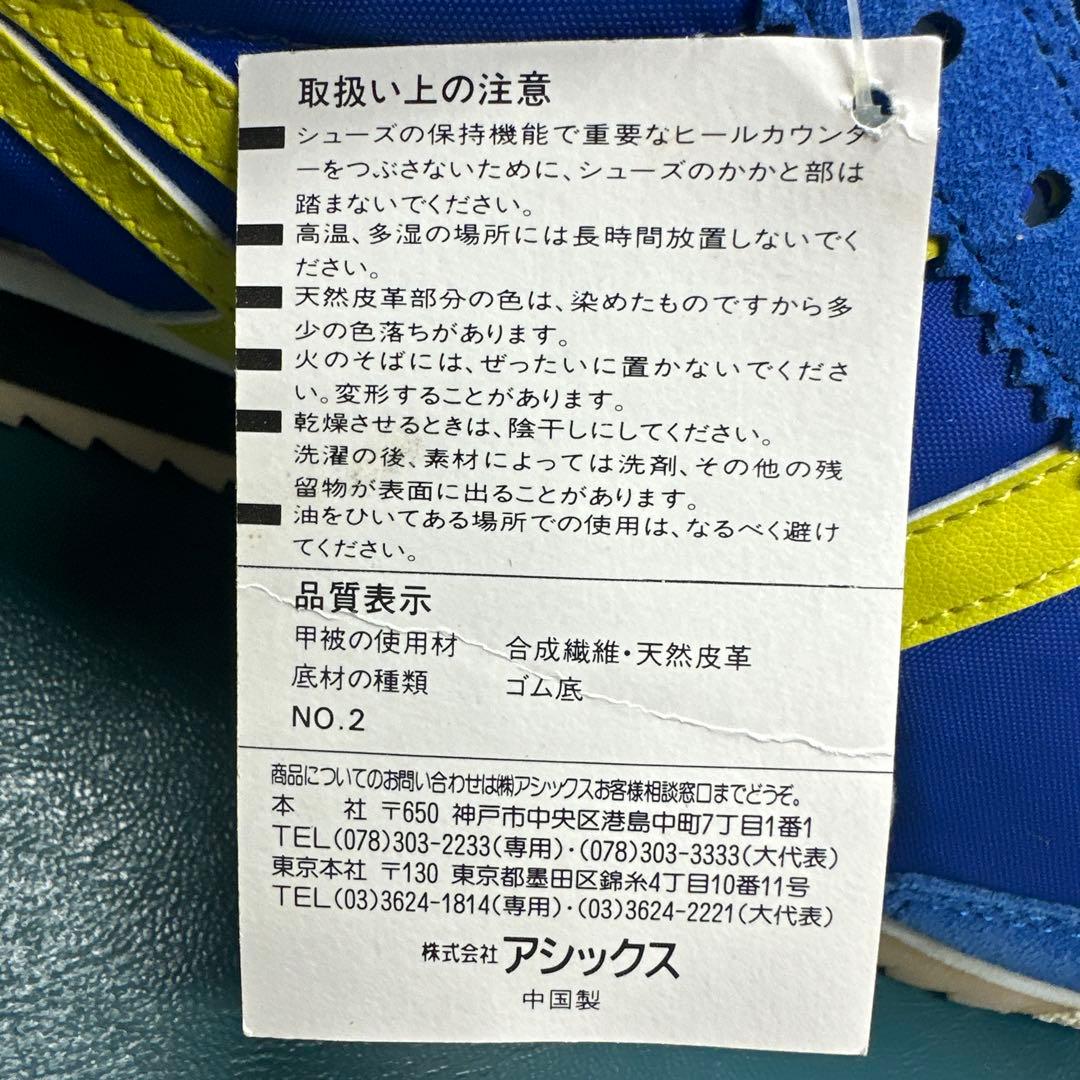 取扱い上の注意
シューズの保持機能で重要なヒールカウンタ
ーをつぶさないために、シューズのかかと部は
踏まないでください。
高温、多湿の場所には長時間放置しないでく
ださい。
天然皮革部分の色は、染めたものですから多
少の色落ちがあります。
火のそばには、ぜったいに置かないでくださ
い。変形することがあります。
乾燥させるときは、陰干しにしてください。
洗濯の後、素材によっては洗剤、その他の残
留物が表面に出ることがあります。
油をひいてある場所での使用は、なるべく避け
てください。
品質表示
甲被の使用材 合成繊維・天然皮革
底材の種類 ゴム底
NO.2
商品についてのお問い合わせは㈱アシックスお客様相談窓口までどうぞ。
本 社 〒650 神戸市中央区港島中町7丁目1番1
TEL(078)303-2233(専用)・(078)303-3333(大代表)
東京本社 〒130 東京都墨田区錦糸4丁目10番11号
TEL(03)3624-1814(専用)・(03)3624-2221(大代表)
株式会社 アシックス
中国製